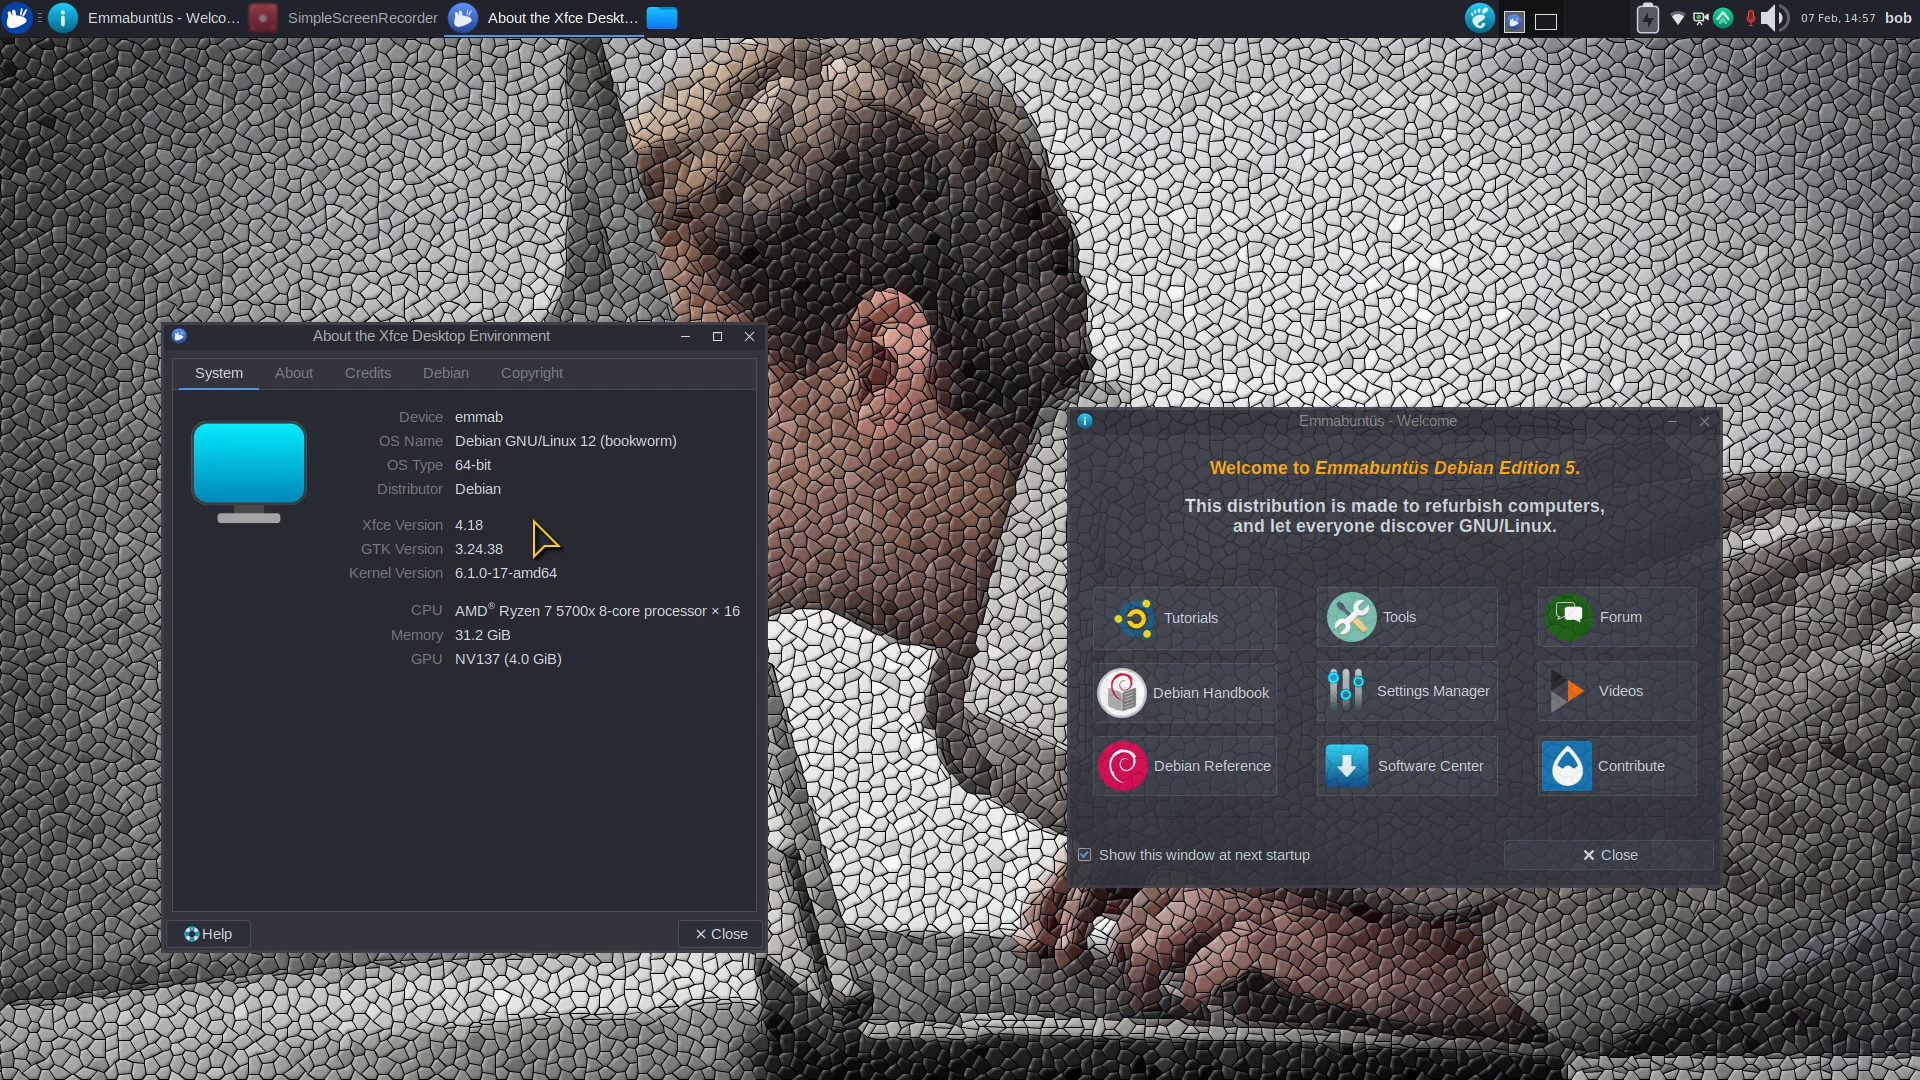 Emmabuntüs - Welco...
SimpleScreenRecorder
About the Xfce Deskt...
07 Feb, 14:57
bob
About the Xfce Desktop Environment
System
About
Credits
Debian
Copyright
Device emmab
OS Name Debian GNU/Linux 12 (bookworm)
OS Type 64-bit
Distributor Debian
Xfce Version 4.18
GTK Version 3.24.38
Kernel Version 6.1.0-17-amd64
CPU AMD® Ryzen 7 5700x 8-core processor × 16
Memory 31.2 GiB
GPU NV137 (4.0 GiB)
Help
Close
Emmabuntüs - Welcome
Welcome to Emmabuntüs Debian Edition 5.
This distribution is made to refurbish computers,
and let everyone discover GNU/Linux.
Tutorials
Tools
Forum
Debian Handbook
Settings Manager
Videos
Debian Reference
Software Center
Contribute
Show this window at next startup
Close